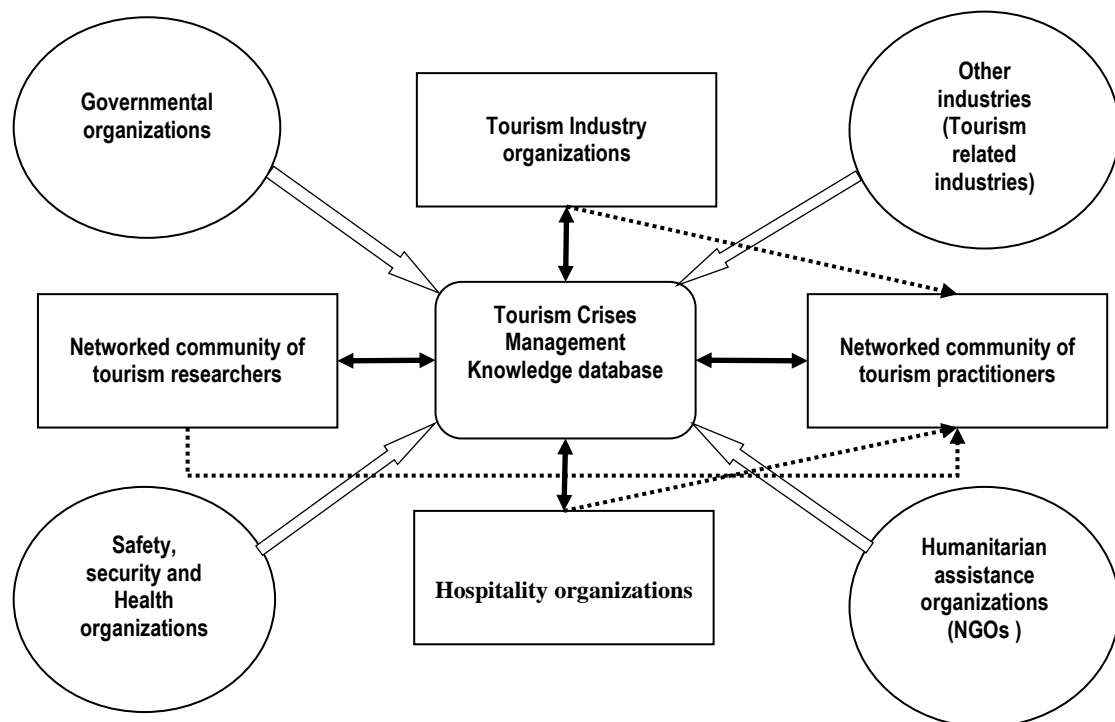 Governmental
organizations
Tourism Industry
organizations
Other
industries
(Tourism
related
industries)
Networked community of
tourism researchers
Tourism Crises
Management
Knowledge database
Networked community of
tourism practitioners
Safety,
security and
Health
organizations
Hospitality organizations
Humanitarian
assistance
organizations
(NGOs )